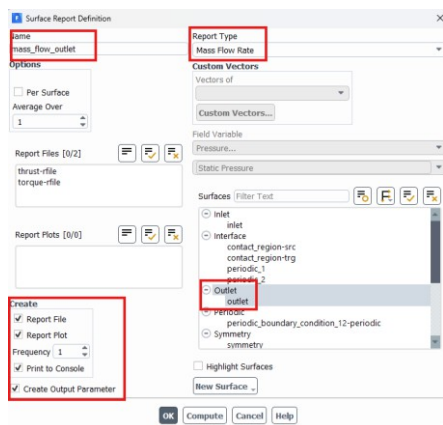 Surface Report Definition
Name
mass_flow_outlet
Options
Per Surface
Average Over
1
Report Files [0/2]
thrust-rfile
torque-rfile
Report Plots [0/0]
Create
Report File
Report Plot
Frequency 1
Print to Console
Create Output Parameter
Report Type
Mass Flow Rate
Custom Vectors
Vectors of
Custom Vectors...
Field Variable
Pressure...
Static Pressure
Surfaces Filter Text
Inlet
inlet
Interface
contact_region-src
contact_region-trg
periodic_1
periodic_2
Outlet
outlet
Periodic
periodic_boundary_condition_12-periodic
Symmetry
symmetry
Highlight Surfaces
New Surface
OK Compute Cancel Help